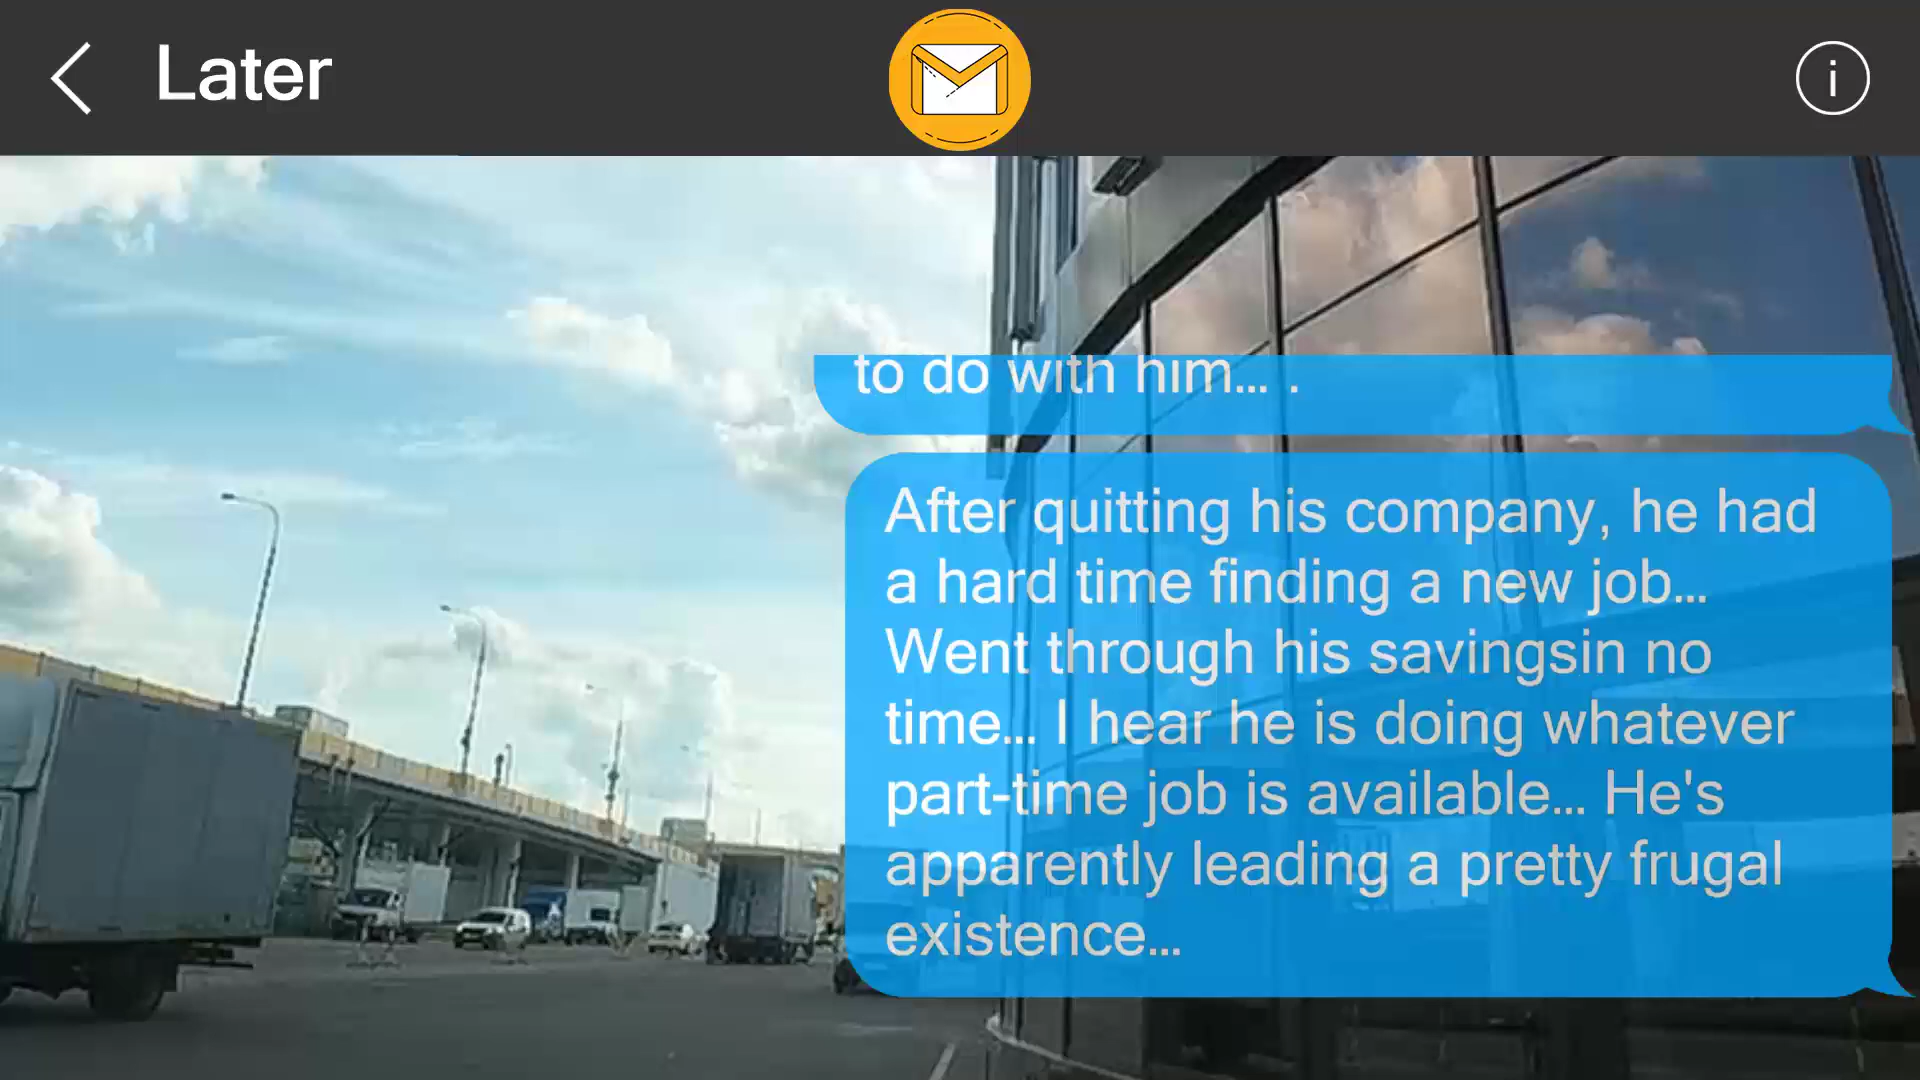 Later
to do with him... .
After quitting his company, he had
a hard time finding a new job...
Went through his savingsin no
time... I hear he is doing whatever
part-time job is available... He's
apparently leading a pretty frugal
existence...